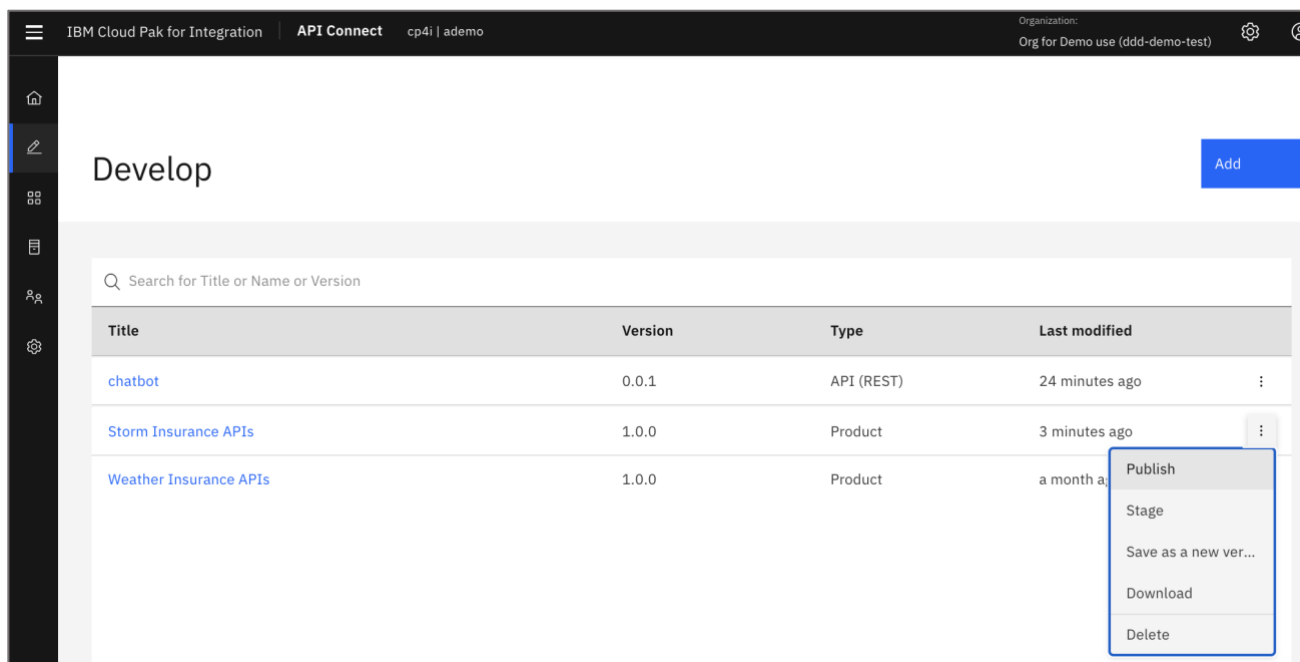 IBM Cloud Pak for Integration API Connect cp4i | ademo
Organization:
Org for Demo use (ddd-demo-test)
Develop
Add
Search for Title or Name or Version
Title Version Type Last modified
chatbot 0.0.1 API (REST) 24 minutes ago
Storm Insurance APIs 1.0.0 Product 3 minutes ago
Weather Insurance APIs 1.0.0 Product a month a
Publish
Stage
Save as a new ver...
Download
Delete